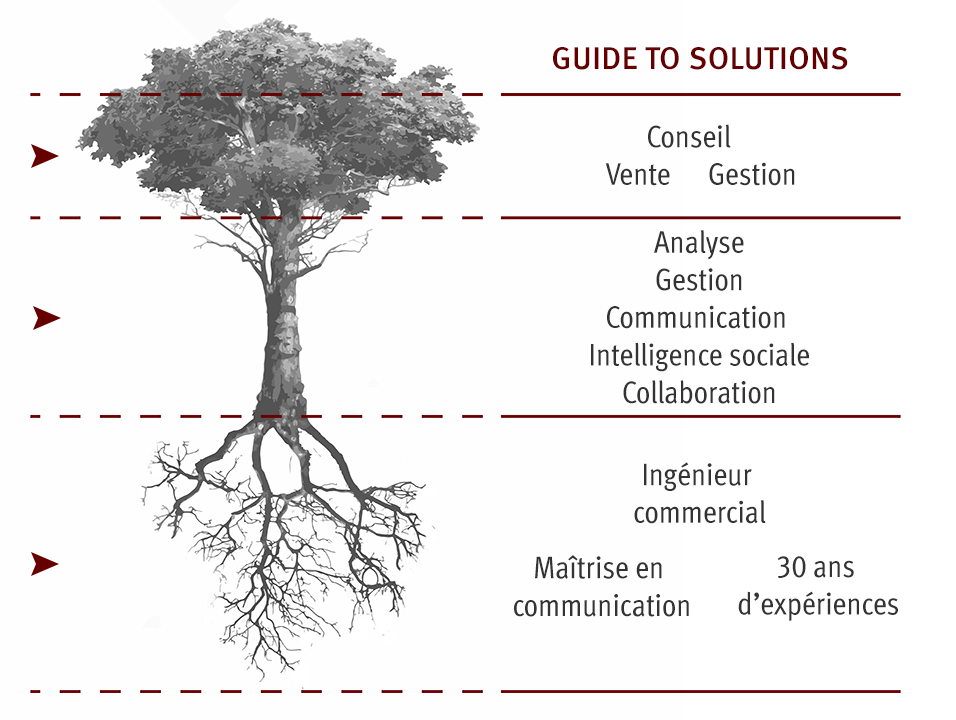 GUIDE TO SOLUTIONS
Conseil
Vente Gestion
Analyse
Gestion
Communication
Intelligence sociale
Collaboration
Ingénieur
commercial
Maîtrise en
communication
30 ans
d'expériences